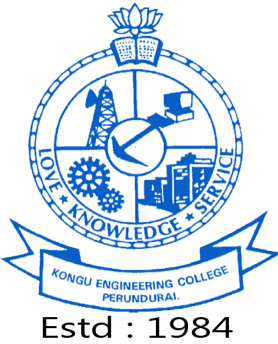 LOVE ★ KNOWLEDGE ★ SERVICE
KONGU ENGINEERING COLLEGE
PERUNDURAI.
Estd : 1984